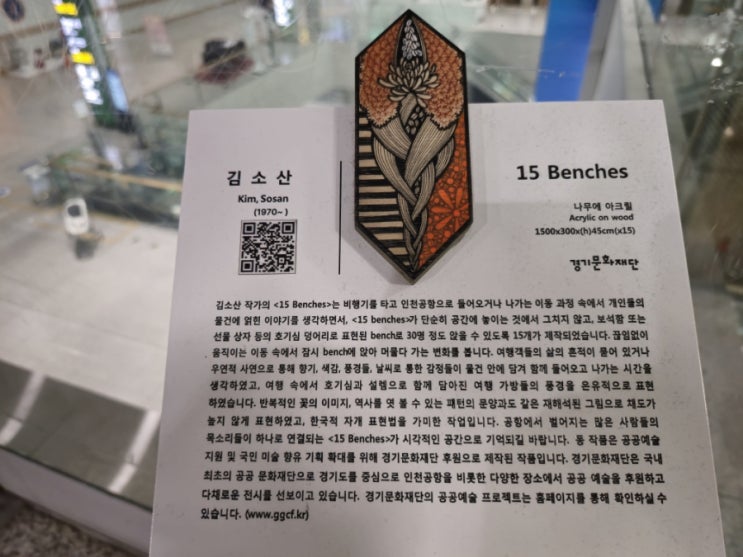 김소산
Kim, Sosan
(1970~ )
15 Benches
나무에 아크릴
Acrylic on wood
1500x300x(h)45cm(x15)
경기문화재단
김소산 작가의 <15 Benches>는 비행기를 타고 인천공항으로 들어오거나 나가는 이동 과정 속에서 개인들의
물건에 얽힌 이야기를 생각하면서, <15 benches>가 단순히 공간에 놓이는 것에서 그치지 않고, 보석함 또는
선물 상자 등의 호기심 덩어리로 표현된 bench로 30명 정도 앉을 수 있도록 15개가 제작되었습니다. 끊임없이
움직이는 이동 속에서 잠시 bench에 앉아 머물다 가는 변화를 봅니다. 여행객들의 삶의 흔적이 묻어 있거나
우연적 사연으로 통해 향기, 색감, 풍경들, 날씨로 통한 감정들이 물건 안에 담겨 함께 들어오고 나가는 시간을
생각하였고, 여행 속에서 호기심과 설렘으로 함께 담아진 여행 가방들의 풍경을 은유적으로 표현
하였습니다. 반복적인 꽃의 이미지, 역사를 엿 볼 수 있는 패턴의 문양과도 같은 재해석된 그림으로 채도가
높지 않게 표현하였고, 한국적 자개 표현법을 가미한 작업입니다. 공항에서 벌어지는 많은 사람들의
목소리들이 하나로 연결되는 <15 Benches>가 시각적인 공간으로 기억되길 바랍니다. 동 작품은 공공예술
지원 및 국민 미술 향유 기획 확대를 위해 경기문화재단 후원으로 제작된 작품입니다. 경기문화재단은 국내
최초의 공공 문화재단으로 경기도를 중심으로 인천공항을 비롯한 다양한 장소에서 공공 예술을 후원하고
다채로운 전시를 선보이고 있습니다. 경기문화재단의 공공예술 프로젝트는 홈페이지를 통해 확인하실 수
있습니다. (www.ggcf.kr)